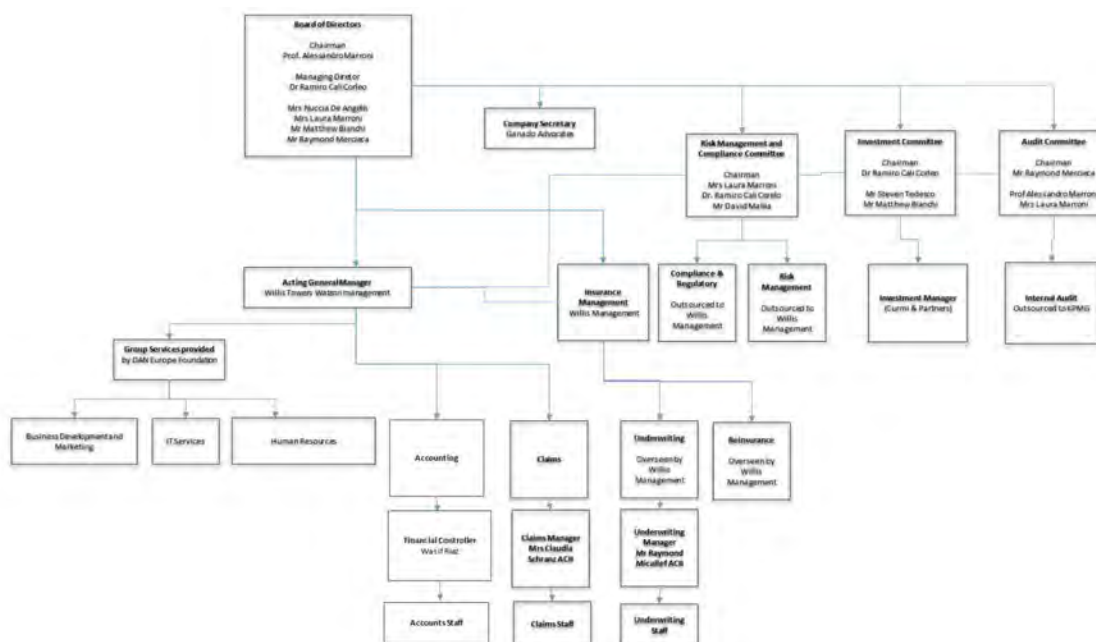 Board of Directors
Chairman
Prof. Alessandro Marroni
Managing Diretor
Dr Ramiro Cali Corleo
Mrs Nuccia De Angelis
Mrs Laura Marroni
Mr Matthew Bianchi
Mr Raymond Mercieca
Company Secretary
Ganado Advocates
Risk Management and
Compliance Committee
Chairman
Mrs Laura Marroni
Dr. Ramiro Cali Corelo
Mr David Mallia
Investment Committee
Chairman
Dr Ramiro Cali Corleo
Mr Steven Tedesco
Mr Matthew Bianchi
Audit Committee
Chairman
Mr Raymond Mercieca
Prof Alessandro Marroni
Mrs Laura Marroni
Acting General Manager
Willis Towers Watson management
Insurance
Management
Willis Management
Compliance &
Regulatory
Outsourced to
Willis
Management
Risk
Management
Outsourced to
Willis
Management
Investment Manager
& Partners)
Internal Audit
Outsourced to KPMG
Group Services provided
by DAN Europe Foundation
Business Development and
Marketing
IT Services
Human Resources
Accounting
Claims
Underwriting
Overseen by
Willis
Management
Reinsurance
Overseen by
Willis
Management
Financial Controller
Wasif Riaz
Claims Manager
Mrs Claudia
Schranz ACII
Underwriting
Manager
Mr Raymond
Micallef ACII
Accounts Staff
Claims Staff
Underwriting
Staff